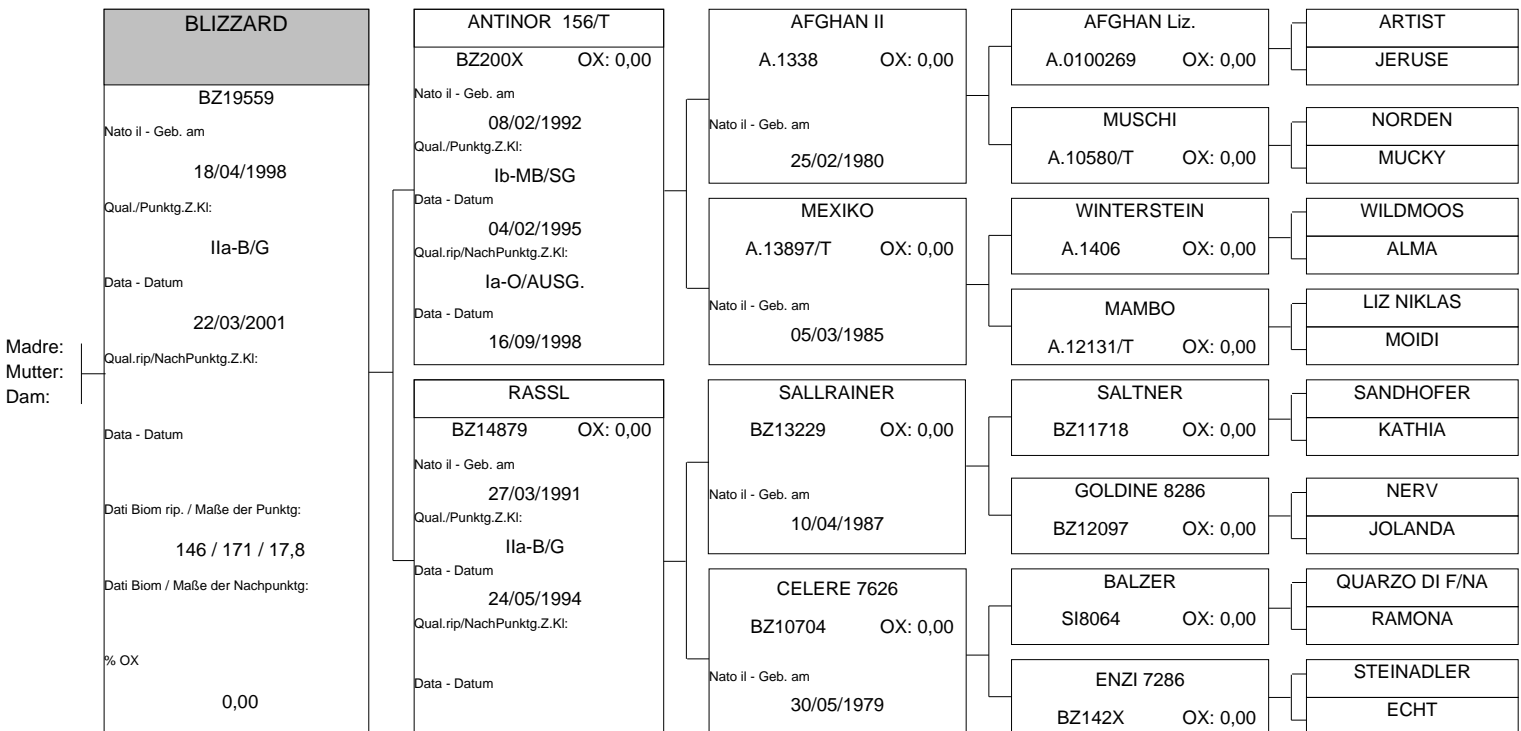 Madre:
Mutter:
Dam:
BLIZZARD
BZ19559
Nato il - Geb. am
18/04/1998
Qual./Punktg.Z.Kl:
IIa-B/G
Data - Datum
22/03/2001
Qual.rip/NachPunktg.Z.Kl:
Data - Datum
Dati Biom rip. / Maße der Punktg:
146 / 171 / 17,8
Dati Biom / Maße der Nachpunktg:
% OX
0,00
ANTINOR 156/T
BZ200X OX: 0,00
Nato il - Geb. am
08/02/1992
Qual./Punktg.Z.Kl:
Ib-MB/SG
Data - Datum
04/02/1995
Qual.rip/NachPunktg.Z.Kl:
Ia-O/AUSG.
Data - Datum
16/09/1998
RASSL
BZ14879 OX: 0,00
Nato il - Geb. am
27/03/1991
Qual./Punktg.Z.Kl:
IIa-B/G
Data - Datum
24/05/1994
Qual.rip/NachPunktg.Z.Kl:
Data - Datum
AFGHAN II
A.1338 OX: 0,00
Nato il - Geb. am
25/02/1980
MEXIKO
A.13897/T OX: 0,00
Nato il - Geb. am
05/03/1985
SALLRAINER
BZ13229 OX: 0,00
Nato il - Geb. am
10/04/1987
CELERE 7626
BZ10704 OX: 0,00
Nato il - Geb. am
30/05/1979
AFGHAN Liz.
A.0100269 OX: 0,00
MUSCHI
A.10580/T OX: 0,00
WINTERSTEIN
A.1406 OX: 0,00
MAMBO
A.12131/T OX: 0,00
SALTNER
BZ11718 OX: 0,00
GOLDINE 8286
BZ12097 OX: 0,00
BALZER
SI8064 OX: 0,00
ENZI 7286
BZ142X OX: 0,00
ARTIST
JERUSE
NORDEN
MUCKY
WILDMOOS
ALMA
LIZ NIKLAS
MOIDI
SANDHOFER
KATHIA
NERV
JOLANDA
QUARZO DI F/NA
RAMONA
STEINADLER
ECHT